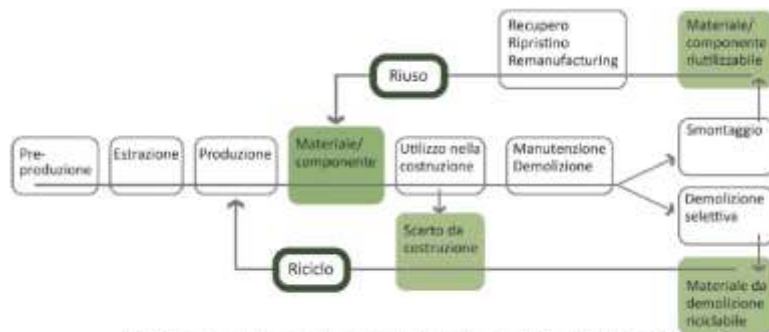 Recupero
Ripristino
Remanufacturing
Materiale/
componente
riutilizzabile
Riuso
Pre-
produzione
Estrazione
Produzione
Materiale/
componente
Utilizzo nella
costruzione
Manutenzione
Demolizione
Smontaggio
Demolizione
selettiva
Scarto da
costruzione
Riciclo
Materiale da
demolizione
riciclabile